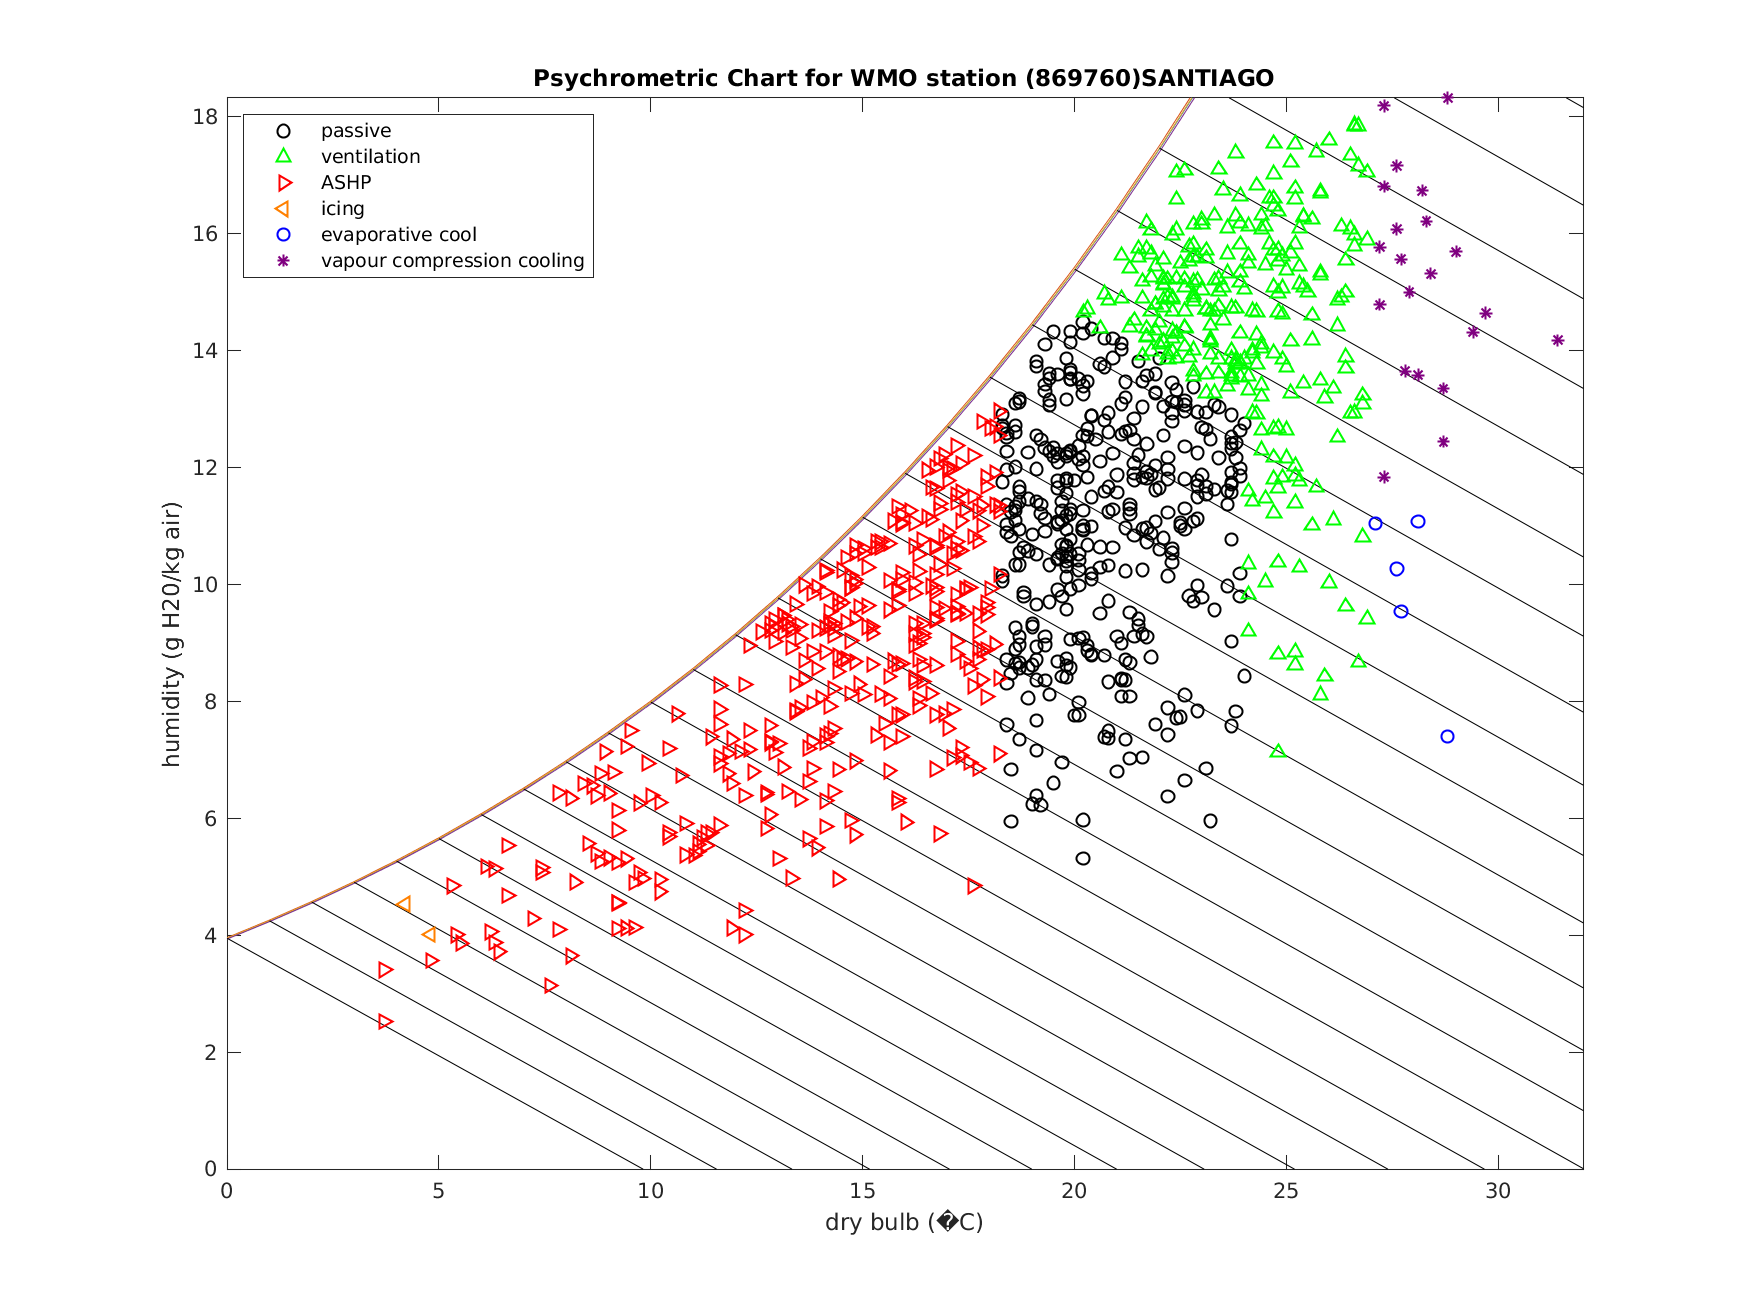 Psychrometric Chart for WMO station (869760)SANTIAGO
passive
ventilation
ASHP
icing
evaporative cool
vapour compression cooling
humidity (g H20/kg air)
18
16
14
12
10
8
6
4
2
0
0 5 10 15 20 25 30
dry bulb (�C)